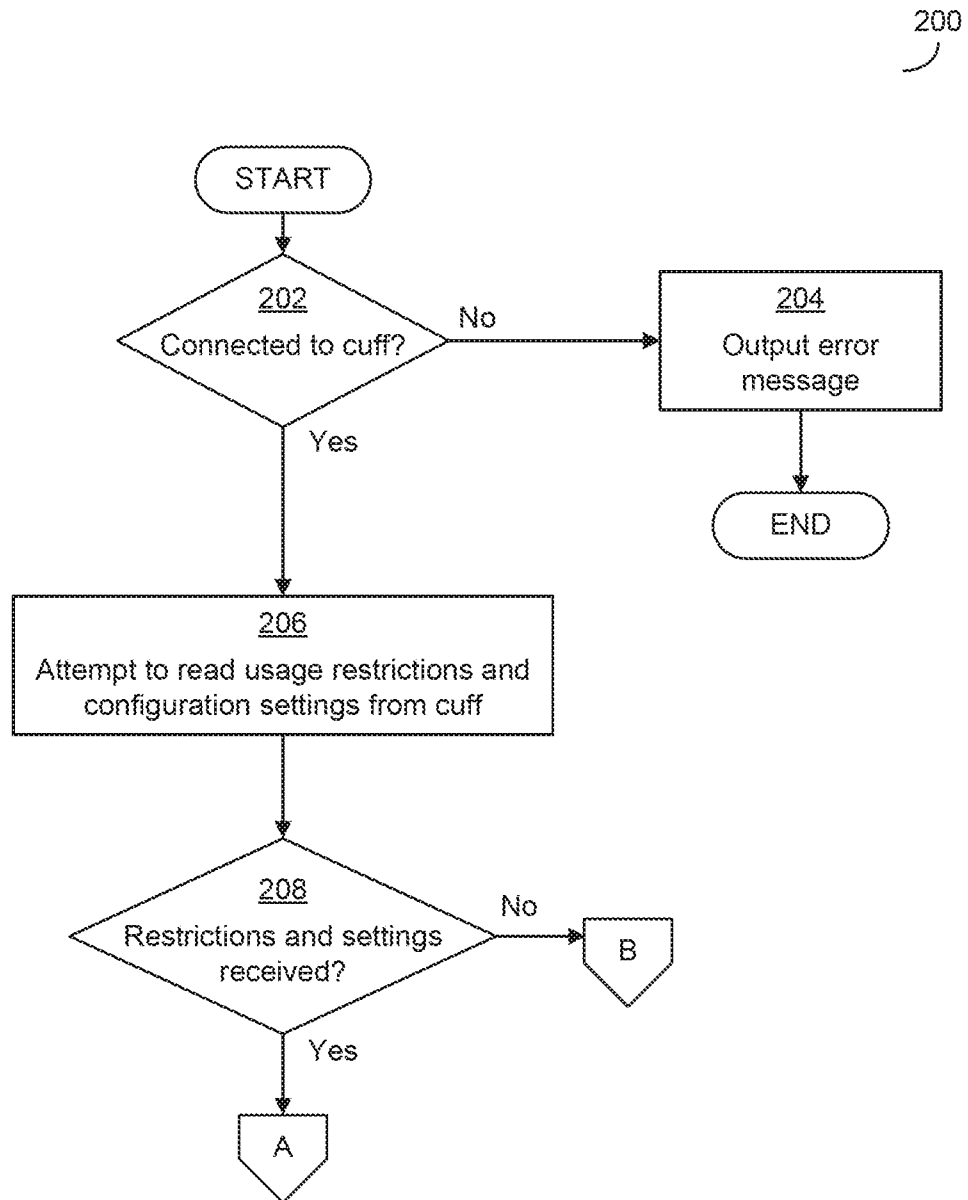 200
START
202
Connected to cuff?
No
204
Output error
message
Yes
END
206
Attempt to read usage restrictions and
configuration settings from cuff
208
Restrictions and settings
received?
No
B
Yes
A